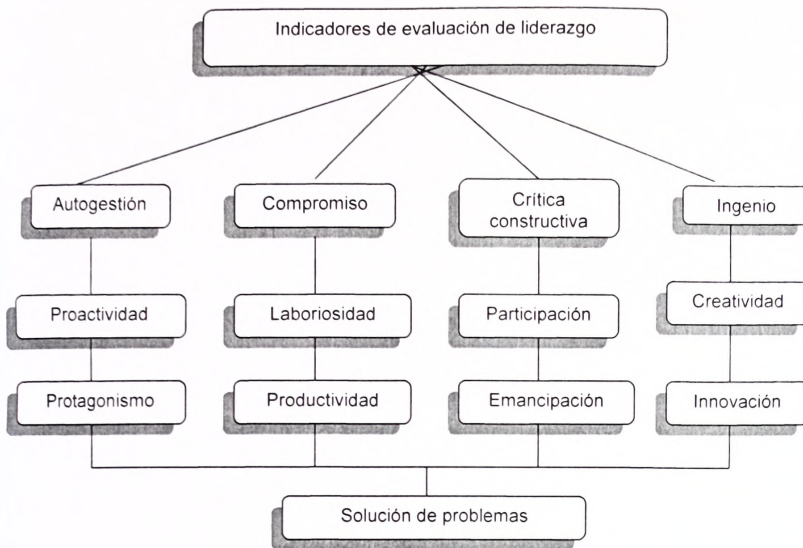 Indicadores de evaluación de liderazgo
Autogestión
Compromiso
Crítica
constructiva
Ingenio
Proactividad
Laboriosidad
Participación
Creatividad
Protagonismo
Productividad
Emancipación
Innovación
Solución de problemas